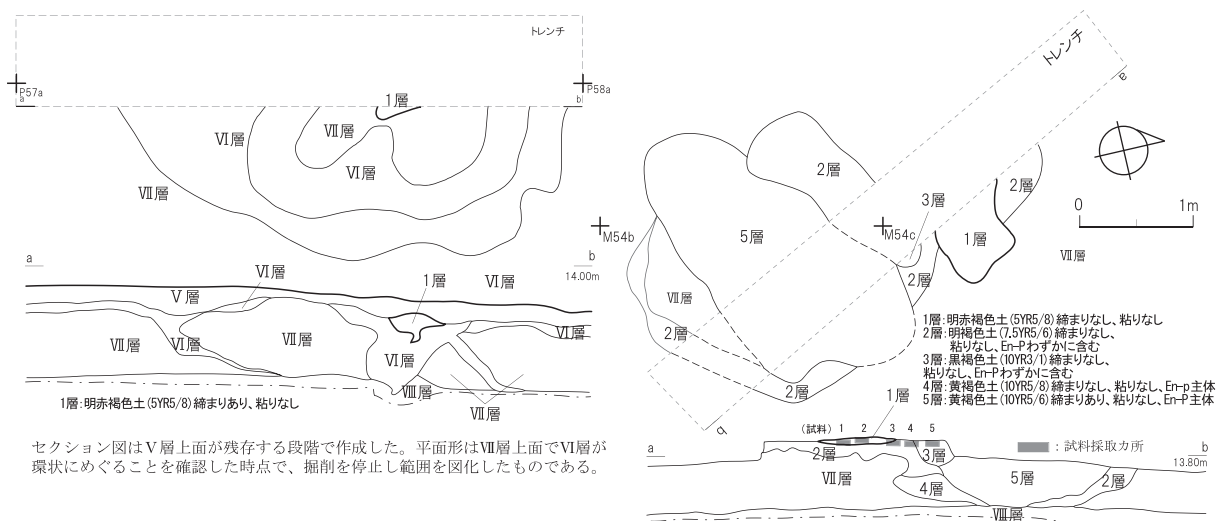 トレンチ
P57a
P58a
a
b
1層
Ⅵ層
Ⅶ層
Ⅵ層
Ⅶ層
a
b
14.00m
Ⅵ層
1層
Ⅵ層
Ⅴ層
Ⅶ層
Ⅵ層
Ⅶ層
Ⅵ層
Ⅵ層
Ⅷ層
Ⅶ層
1層:明赤褐色土(5YR5/8)締まりあり、粘りなし
セクション図はⅤ層上面が残存する段階で作成した。平面形はⅦ層上面でⅥ層が
環状にめぐることを確認した時点で、掘削を停止し範囲を図化したものである。
トレンチ
a
2層
2層
3層
M54b
M54c
5層
1層
2層
Ⅶ層
2層
2層
b
0 1m
Ⅶ層
1層:明赤褐色土(5YR5/8)締まりなし、粘りなし
2層:明褐色土(7.5YR5/6)締まりなし、
粘りなし、En-Pわずかに含む
3層:黒褐色土(10YR3/1)締まりなし、
粘りなし、En-Pわずかに含む
4層:黄褐色土(10YR5/8)締まりなし、粘りなし、En-p主体
5層:黄褐色土(10YR5/6)締まりあり、粘りなし、En-P主体
1層
(試料) 1 2 3 4 5
:試料採取カ所
a
b
13.80m
2層
3層
Ⅶ層
4層
5層
2層
Ⅷ層